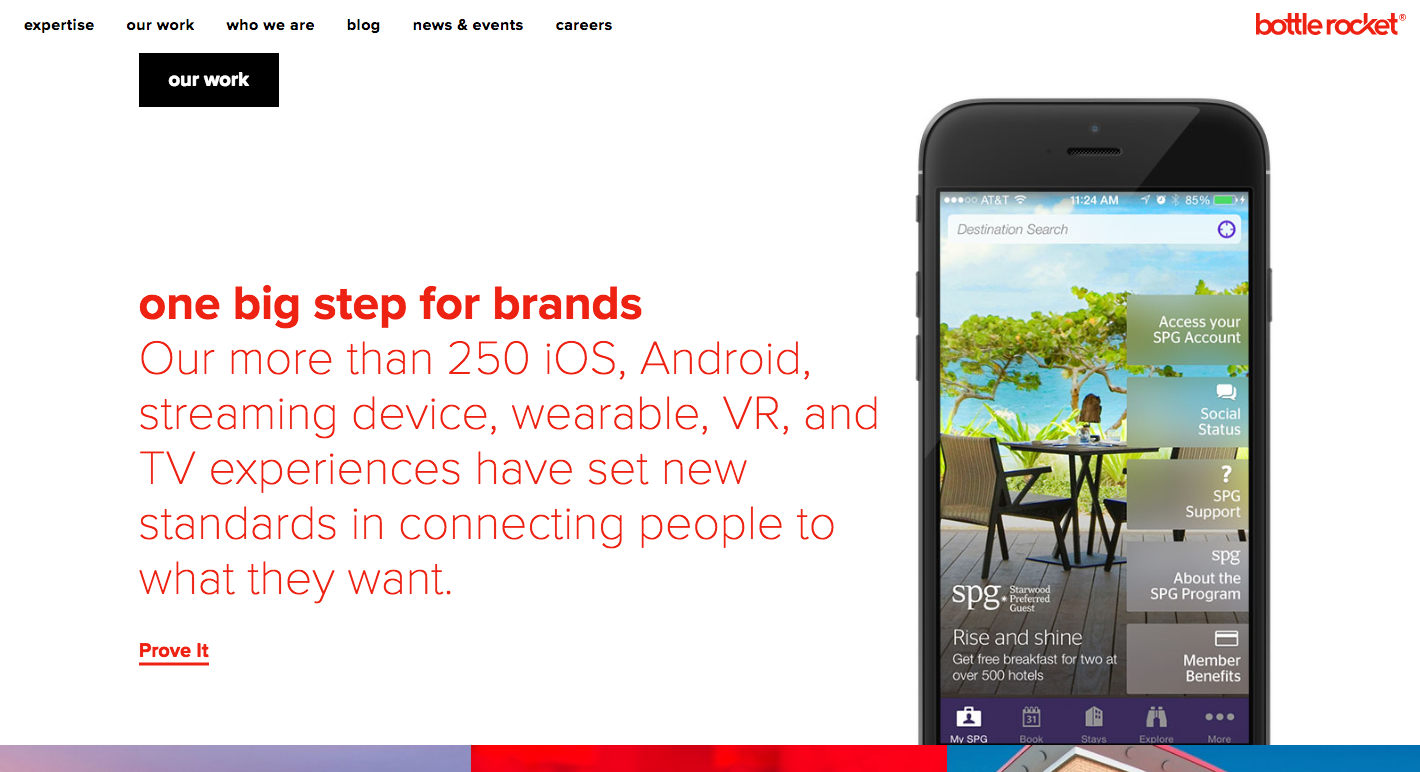 expertise our work who we are blog news & events careers
bottle rocket®
our work
one big step for brands
Our more than 250 iOS, Android,
streaming device, wearable, VR, and
TV experiences have set new
standards in connecting people to
what they want.
Prove It
AT&T 11:24 AM 85%
Destination Search
Access your
SPG Account
Social
Status
?
SPG
Support
spg
About the
SPG Program
Member
Benefits
spg Starwood
Preferred
Guest
Rise and shine
Get free breakfast for two at
over 500 hotels
31
My SPG Book Stays Explore More